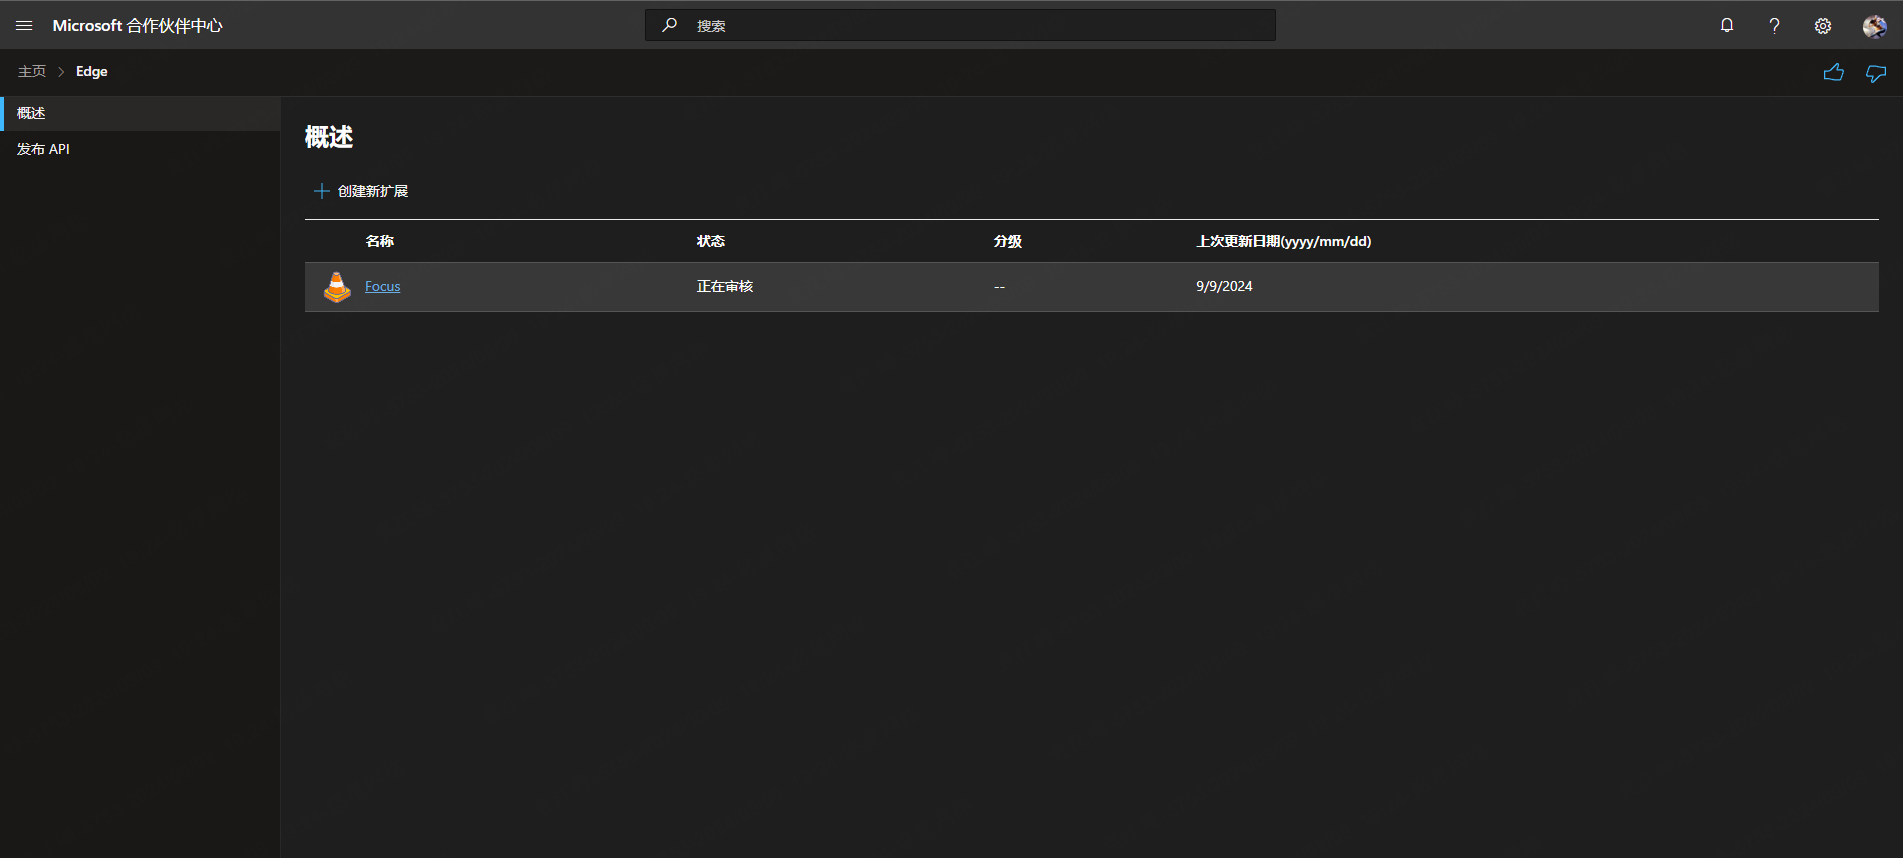 Microsoft 合作伙伴中心
搜索
主页 Edge
概述
发布 API
概述
创建新扩展
名称 状态 分级 上次更新日期(yyyy/mm/dd)
Focus 正在审核 -- 9/9/2024